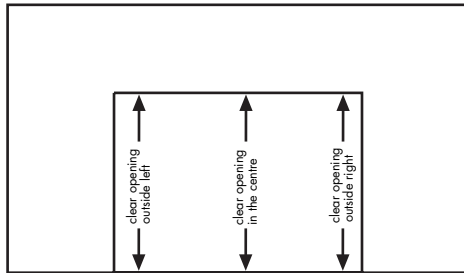 clear opening
outside left
clear opening
in the centre
clear opening
outside right